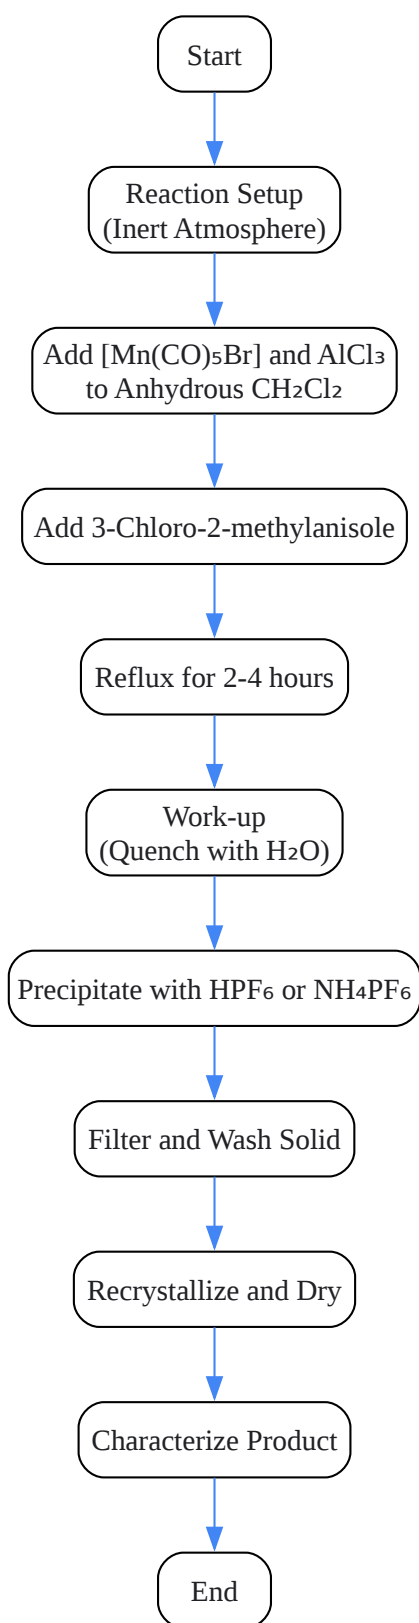 Start
Reaction Setup
(Inert Atmosphere)
Add [Mn(CO)₅Br] and AlCl₃
to Anhydrous CH₂Cl₂
Add 3-Chloro-2-methylanisole
Reflux for 2-4 hours
Work-up
(Quench with H₂O)
Precipitate with HPF₆ or NH₄PF₆
Filter and Wash Solid
Recrystallize and Dry
Characterize Product
End